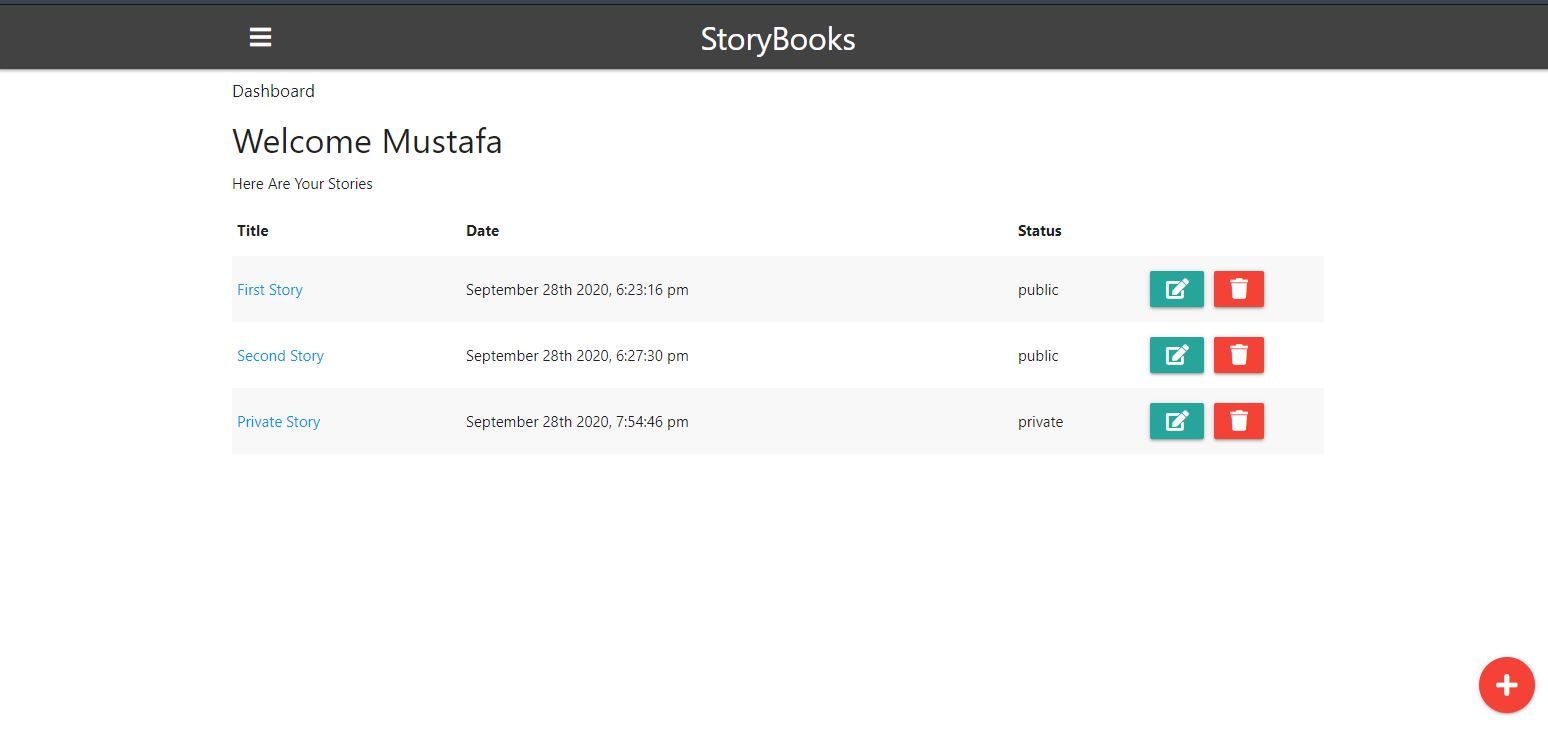 StoryBooks
Dashboard
Welcome Mustafa
Here Are Your Stories
Title Date Status
First Story September 28th 2020, 6:23:16 pm public
Second Story September 28th 2020, 6:27:30 pm public
Private Story September 28th 2020, 7:54:46 pm private